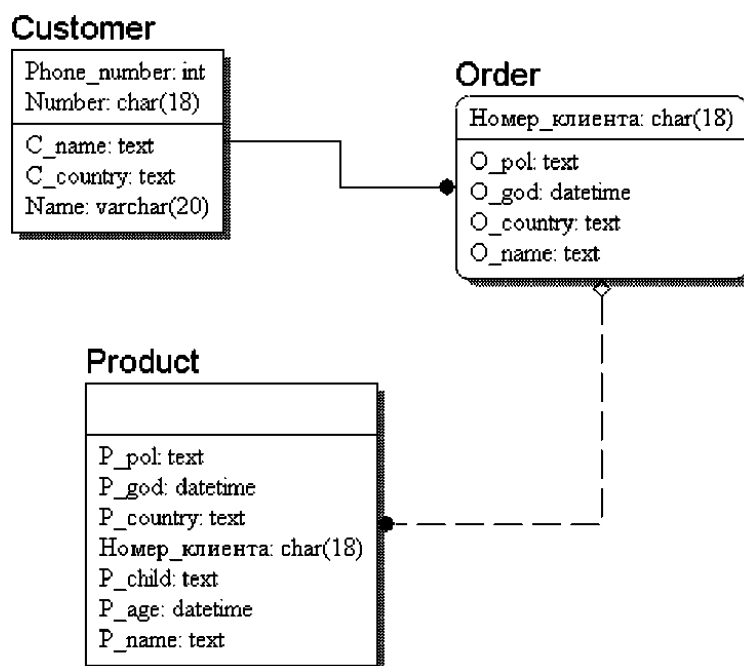 Customer
Phone_number: int
Number: char(18)
C_name: text
C_country: text
Name: varchar(20)
Order
Номер_клиента: char(18)
O_pol: text
O_god: datetime
O_country: text
O_name: text
Product
P_pol: text
P_god: datetime
P_country: text
Номер_клиента: char(18)
P_child: text
P_age: datetime
P_name: text